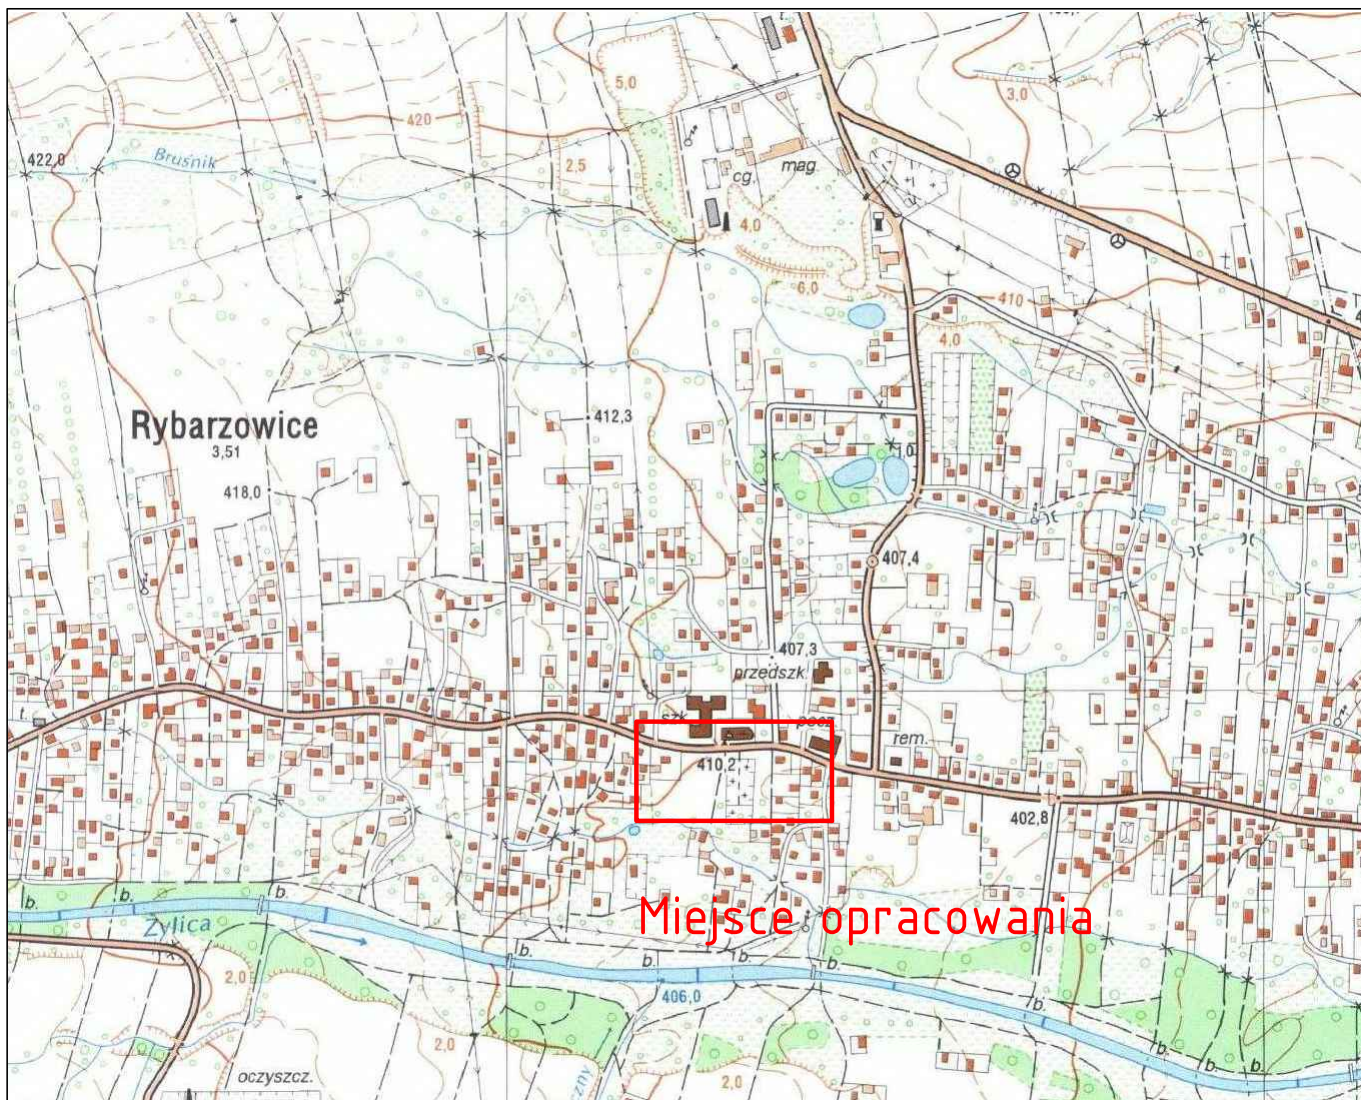 t.
5,0
3,0
420
422,0
Bruśnik
2,5
mag.
cg.
4,0
6,0
410
4,0
412,3
Rybarzowice
3,51
1,0
418,0
407,4
407,3
przedszk.
szk.
t.
rem.
410,2
402,8
b.
b.
b.
Żylica
Miejsce opracowania
b.
b.
b.
b.
2,0
406,0
b.
2,0
b.
b.
b.
oczyszcz.
2,0